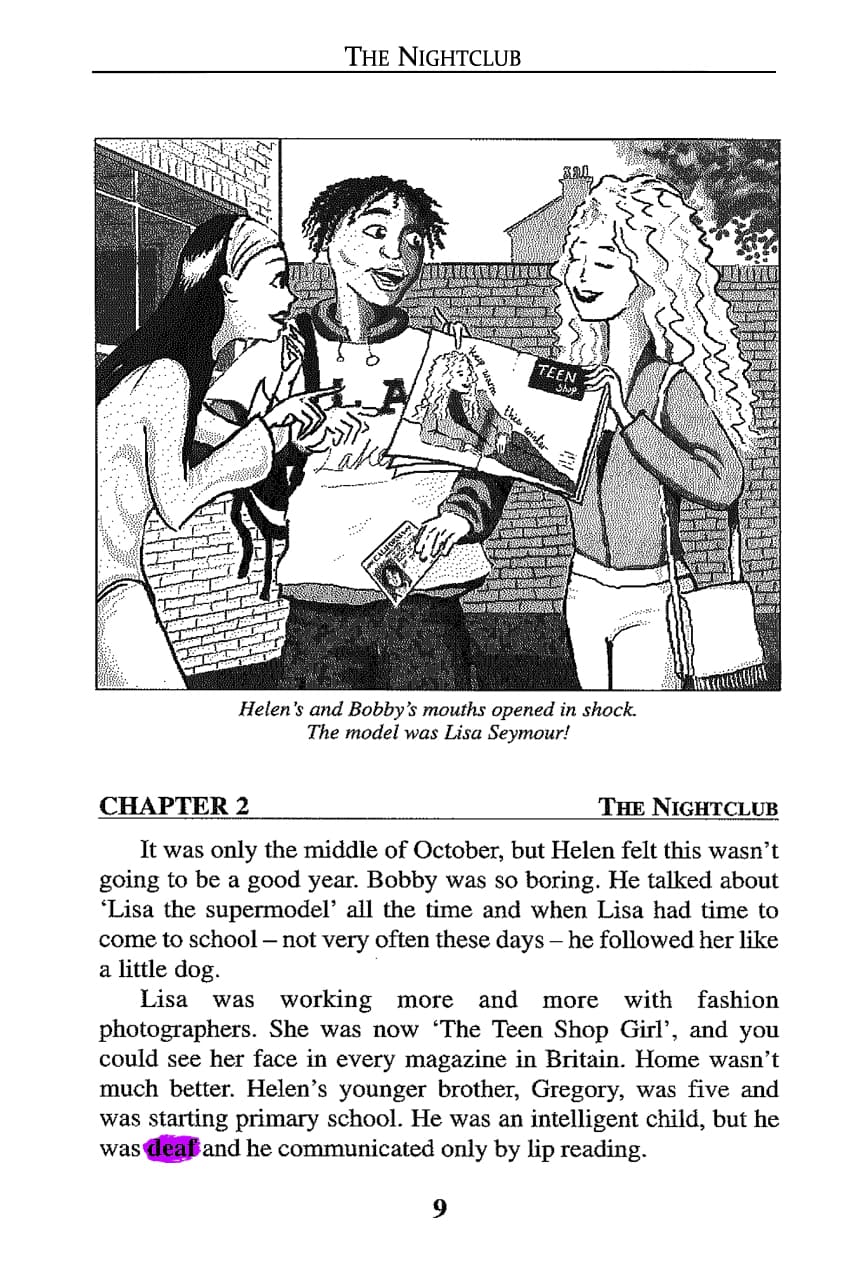 THE NIGHTCLUB
TEEN
Shop
keep warm
this winter
L A
Lake
Helen's and Bobby's mouths opened in shock.
The model was Lisa Seymour!
CHAPTER 2 THE NIGHTCLUB
It was only the middle of October, but Helen felt this wasn't
going to be a good year. Bobby was so boring. He talked about
‘Lisa the supermodel’ all the time and when Lisa had time to
come to school – not very often these days – he followed her like
a little dog.
Lisa was working more and more with fashion
photographers. She was now ‘The Teen Shop Girl’, and you
could see her face in every magazine in Britain. Home wasn't
much better. Helen's younger brother, Gregory, was five and
was starting primary school. He was an intelligent child, but he
was deaf and he communicated only by lip reading.
9